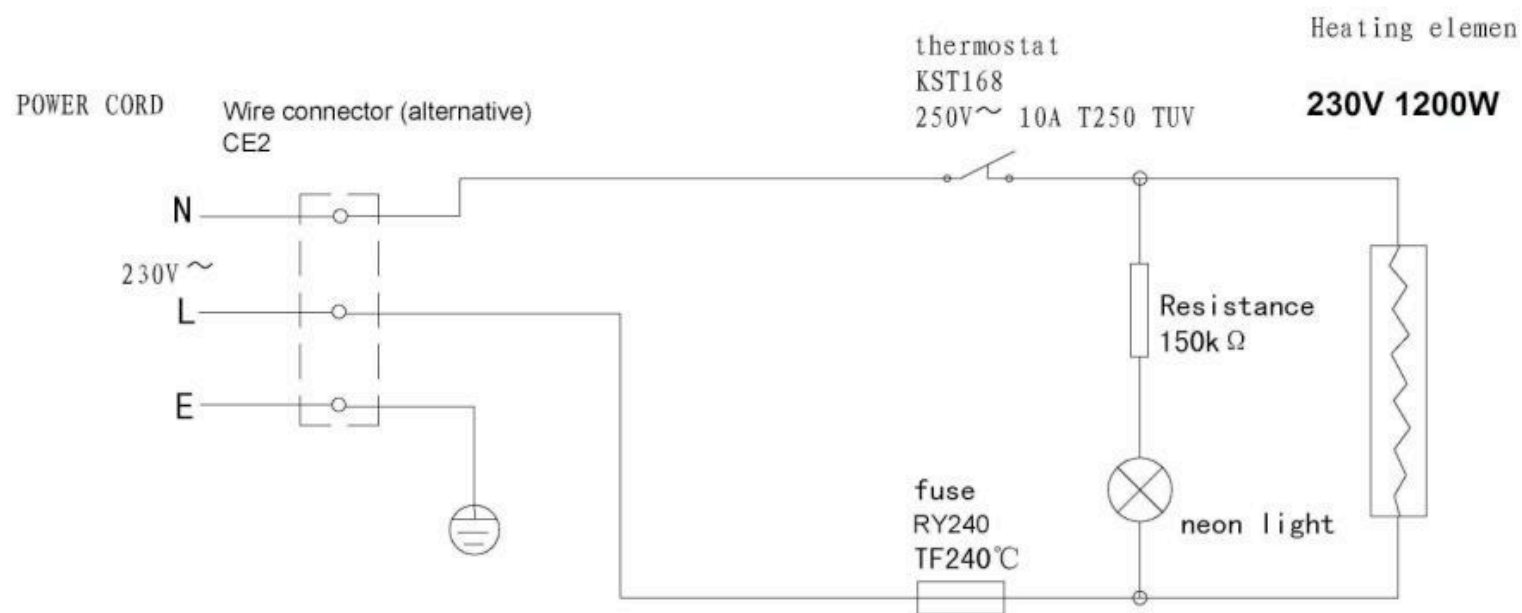 Heating elemen
230V 1200W
thermostat
KST168
250V～ 10A T250 TUV
POWER CORD
Wire connector (alternative)
CE2
N
230V～
L
E
Resistance
150kΩ
neon light
fuse
RY240
TF240℃